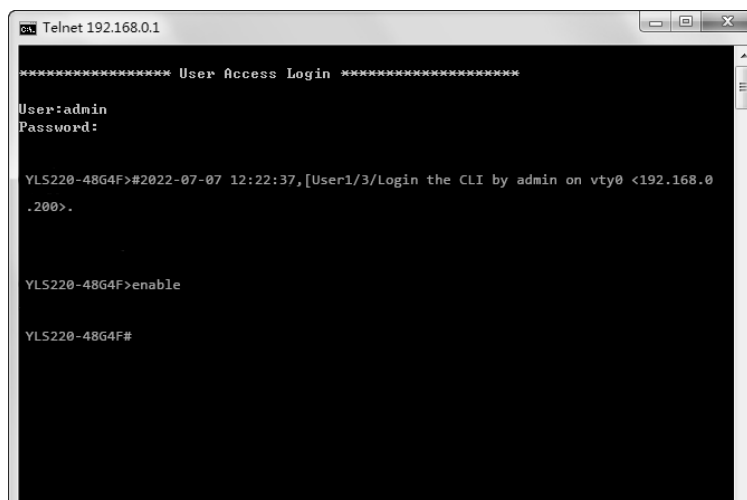 Telnet 192.168.0.1
***************** User Access Login ********************
User:admin
Password:
YLS220-48G4F>#2022-07-07 12:22:37,[User1/3/Login the CLI by admin on vty0 <192.168.0
.200>.
YLS220-48G4F>enable
YLS220-48G4F#